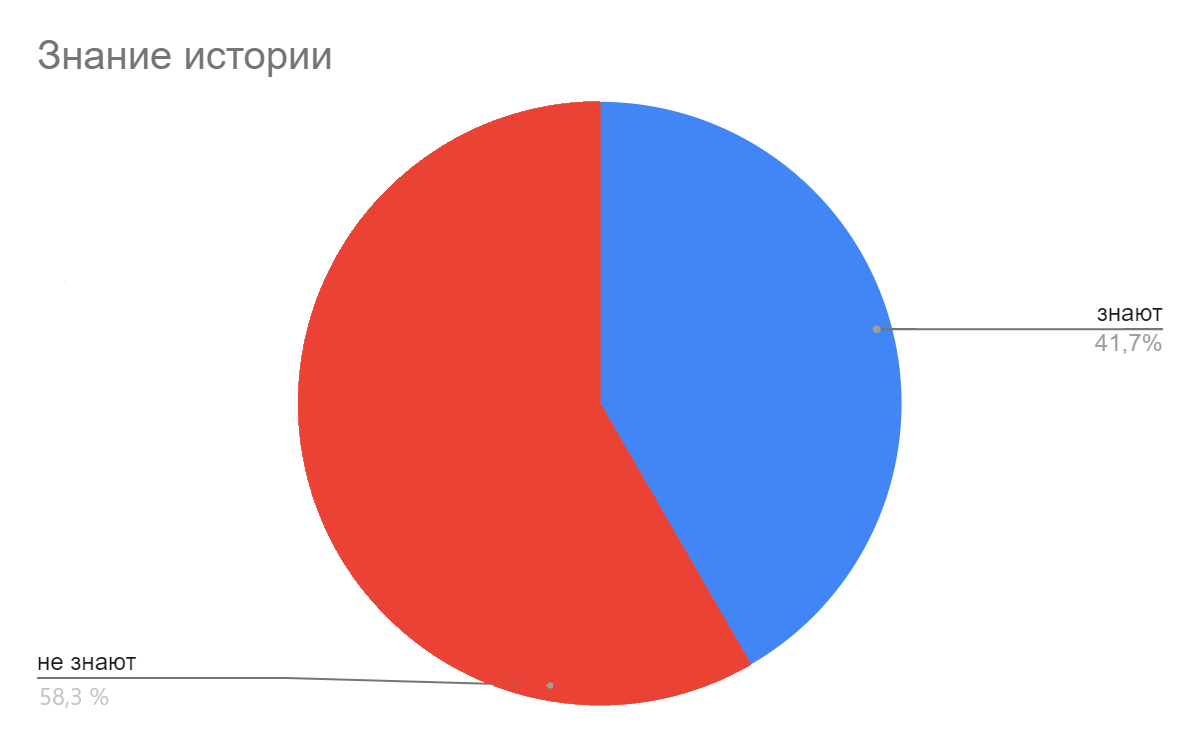 Знание истории
знают
41,7%
не знают
58,3 %